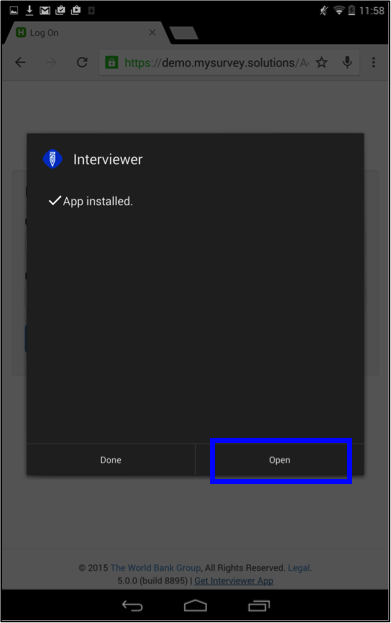 11:58
Log On
https://demo.mysurvey.solutions/A
Interviewer
App installed.
Done
Open
© 2015 The World Bank Group, All Rights Reserved. Legal.
5.0.0 (build 8895) | Get Interviewer App